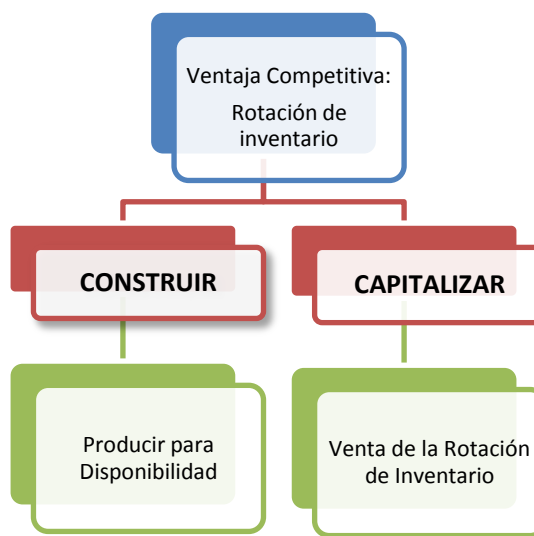 Ventaja Competitiva:
Rotación de
inventario
CONSTRUIR
CAPITALIZAR
Producir para
Disponibilidad
Venta de la Rotación
de Inventario